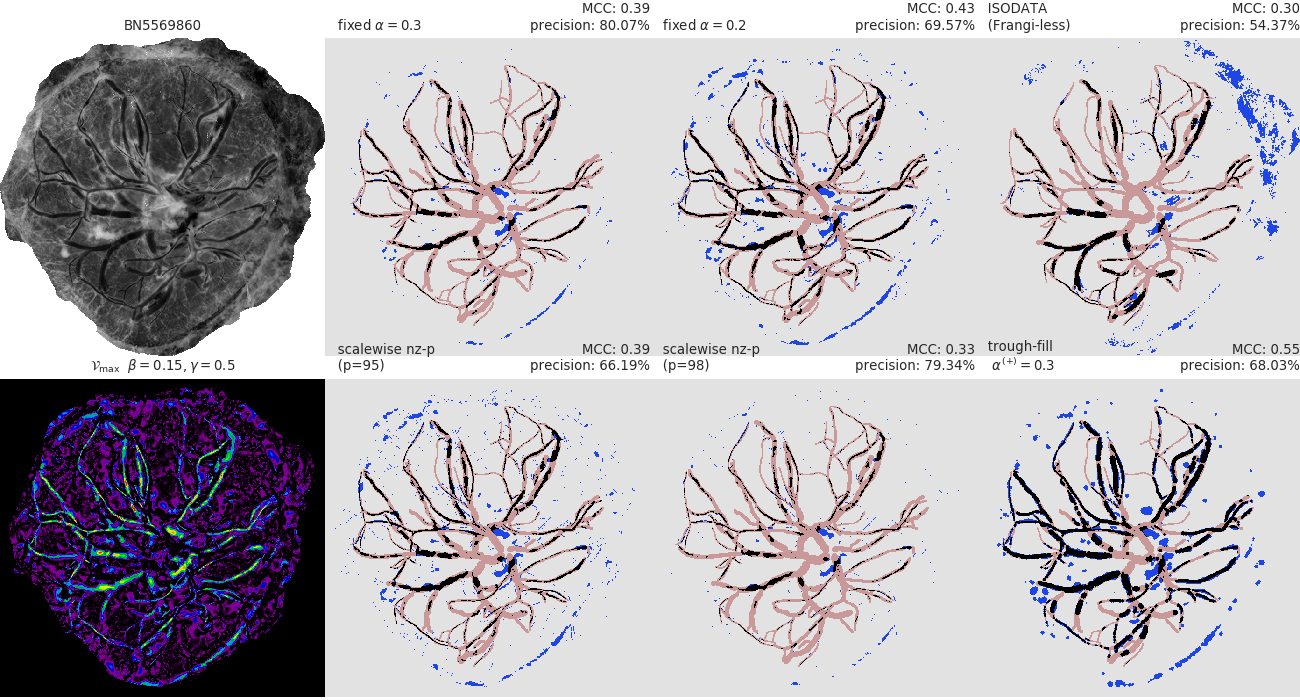 BN5569860
fixed α = 0.3
MCC: 0.39
precision: 80.07%
fixed α = 0.2
MCC: 0.43
precision: 69.57%
ISODATA
(Frangi-less)
MCC: 0.30
precision: 54.37%
𝒱max β = 0.15, γ = 0.5
scalewise nz-p
(p=95)
MCC: 0.39
precision: 66.19%
scalewise nz-p
(p=98)
MCC: 0.33
precision: 79.34%
trough-fill
α(+) = 0.3
MCC: 0.55
precision: 68.03%